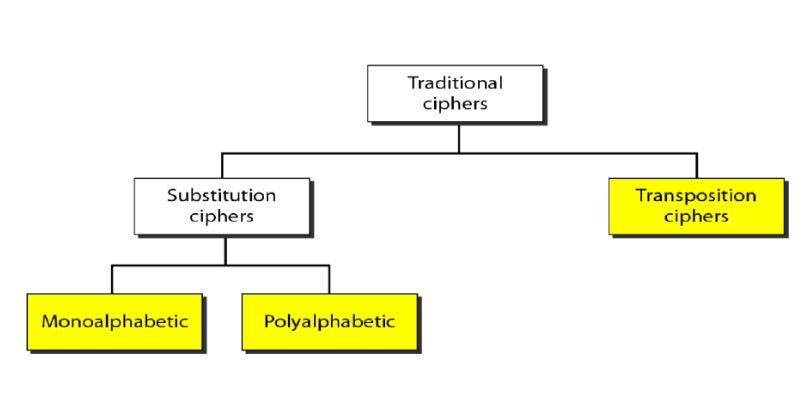 Traditional
ciphers
Substitution
ciphers
Transposition
ciphers
Monoalphabetic
Polyalphabetic